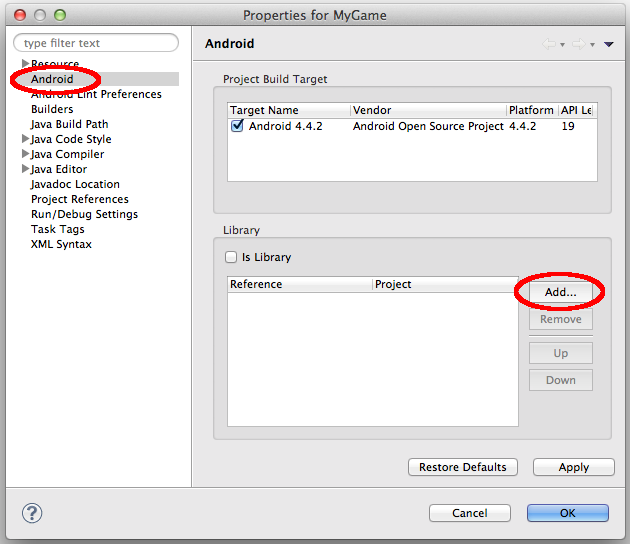 Properties for MyGame
type filter text
Resource
Android
Android Lint Preferences
Builders
Java Build Path
Java Code Style
Java Compiler
Java Editor
Javadoc Location
Project References
Run/Debug Settings
Task Tags
XML Syntax
Android
Project Build Target
Target Name Vendor Platform API Le
Android 4.4.2 Android Open Source Project 4.4.2 19
Library
Is Library
Reference Project
Add...
Remove
Up
Down
Restore Defaults Apply
? Cancel OK